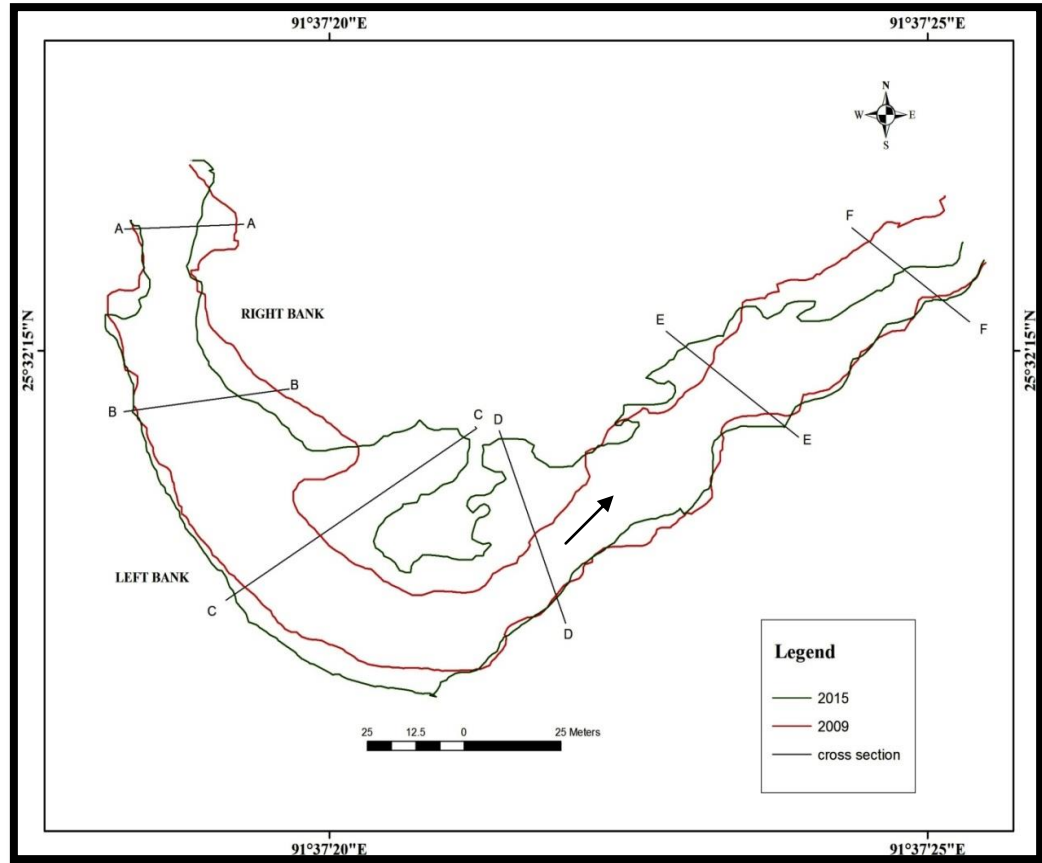 91°37'20"E 91°37'25"E
N
W E
S
A A
F
RIGHT BANK
E
25°32'15"N 25°32'15"N
F
B B
C D
E
LEFT BANK
C
D
Legend
2015
2009
cross section
25 12.5 0 25 Meters
91°37'20"E 91°37'25"E